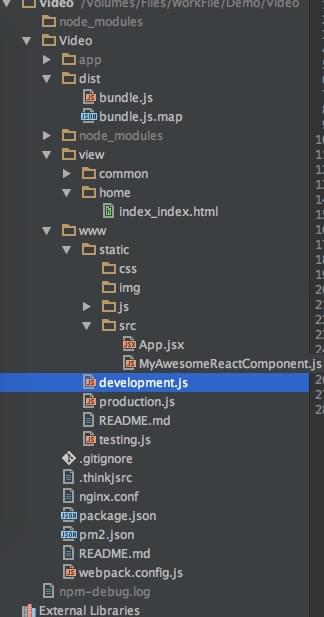 Video /Volumes/Files/WorkFile/Demo/Video
node_modules
Video
app
dist
bundle.js
bundle.js.map
node_modules
view
common
home
index_index.html
www
static
css
img
js
src
App.jsx
MyAwesomeReactComponent.js
development.js
production.js
README.md
testing.js
.gitignore
.thinkjsrc
nginx.conf
package.json
pm2.json
README.md
webpack.config.js
npm-debug.log
External Libraries